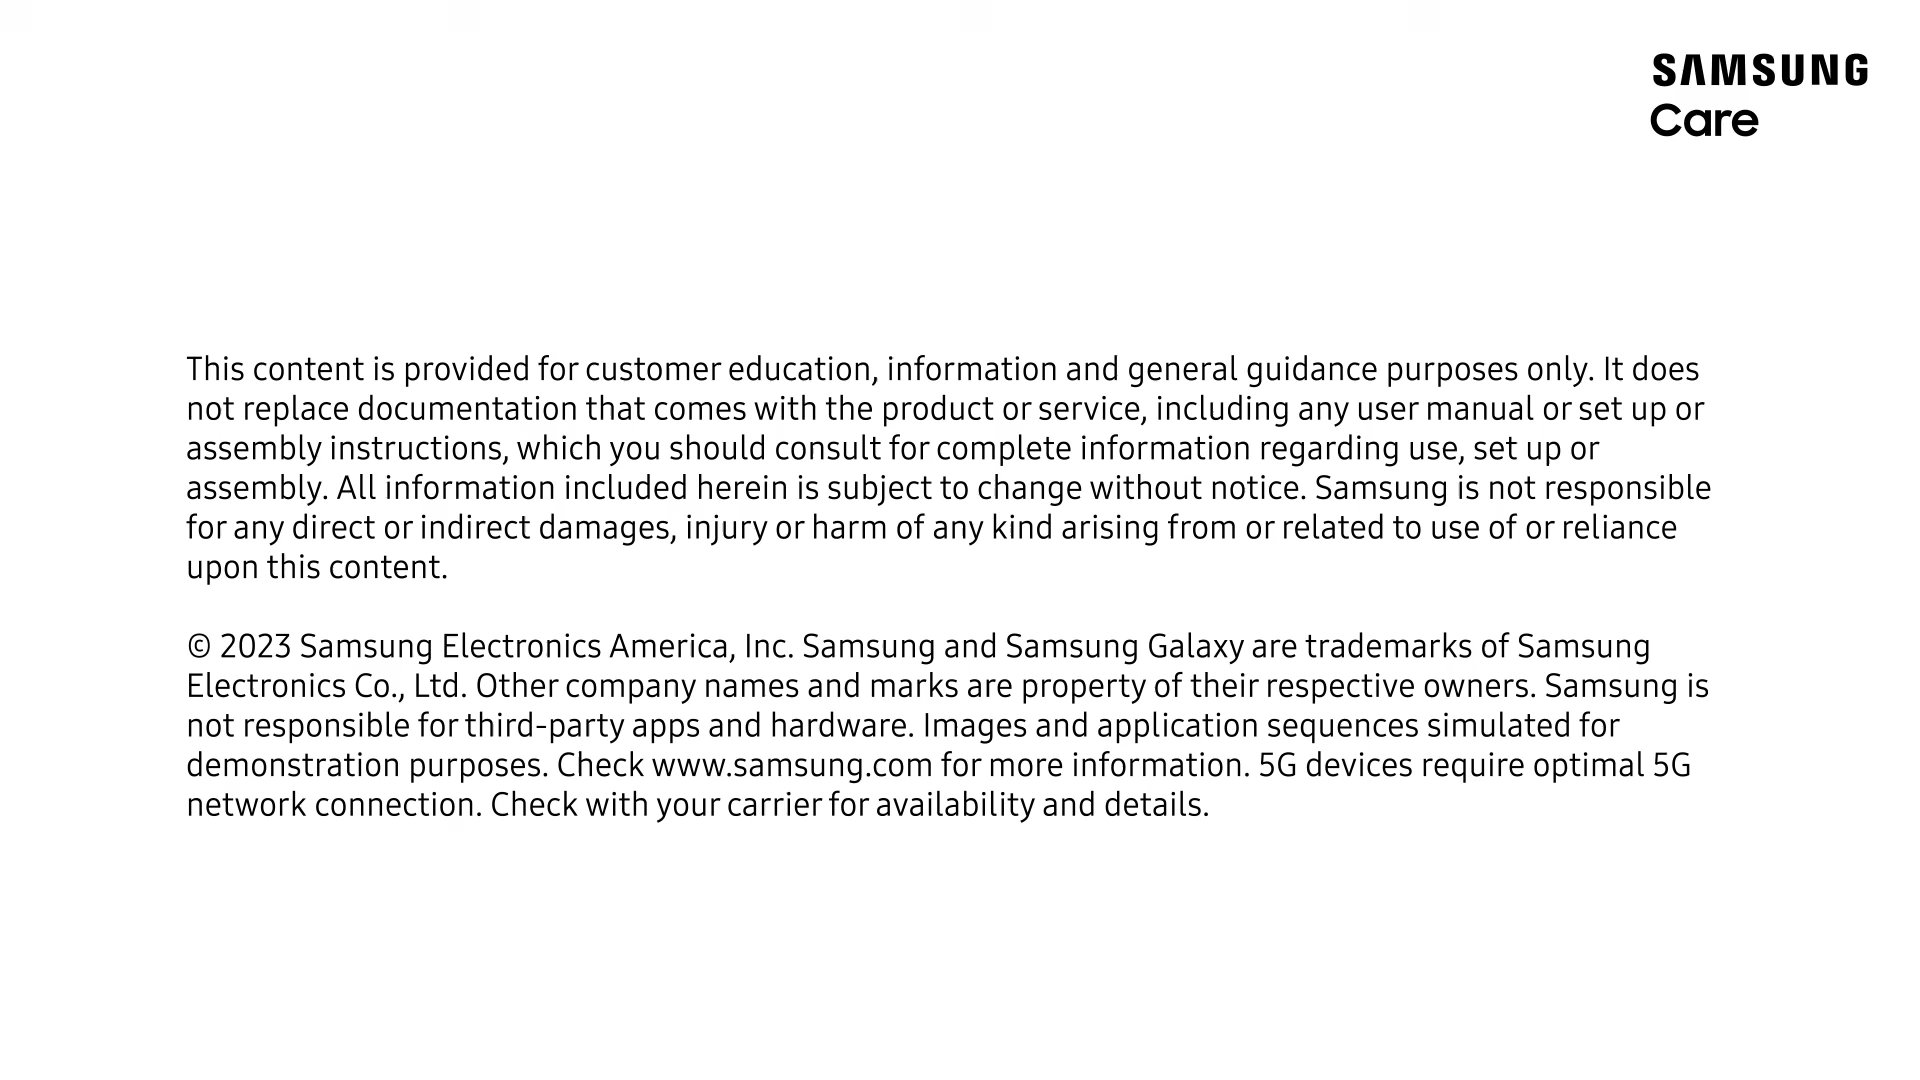 SAMSUNG
Care
This content is provided for customer education, information and general guidance purposes only. It does
not replace documentation that comes with the product or service, including any user manual or set up or
assembly instructions, which you should consult for complete information regarding use, set up or
assembly. All information included herein is subject to change without notice. Samsung is not responsible
for any direct or indirect damages, injury or harm of any kind arising from or related to use of or reliance
upon this content.
© 2023 Samsung Electronics America, Inc. Samsung and Samsung Galaxy are trademarks of Samsung
Electronics Co., Ltd. Other company names and marks are property of their respective owners. Samsung is
not responsible for third-party apps and hardware. Images and application sequences simulated for
demonstration purposes. Check www.samsung.com for more information. 5G devices require optimal 5G
network connection. Check with your carrier for availability and details.